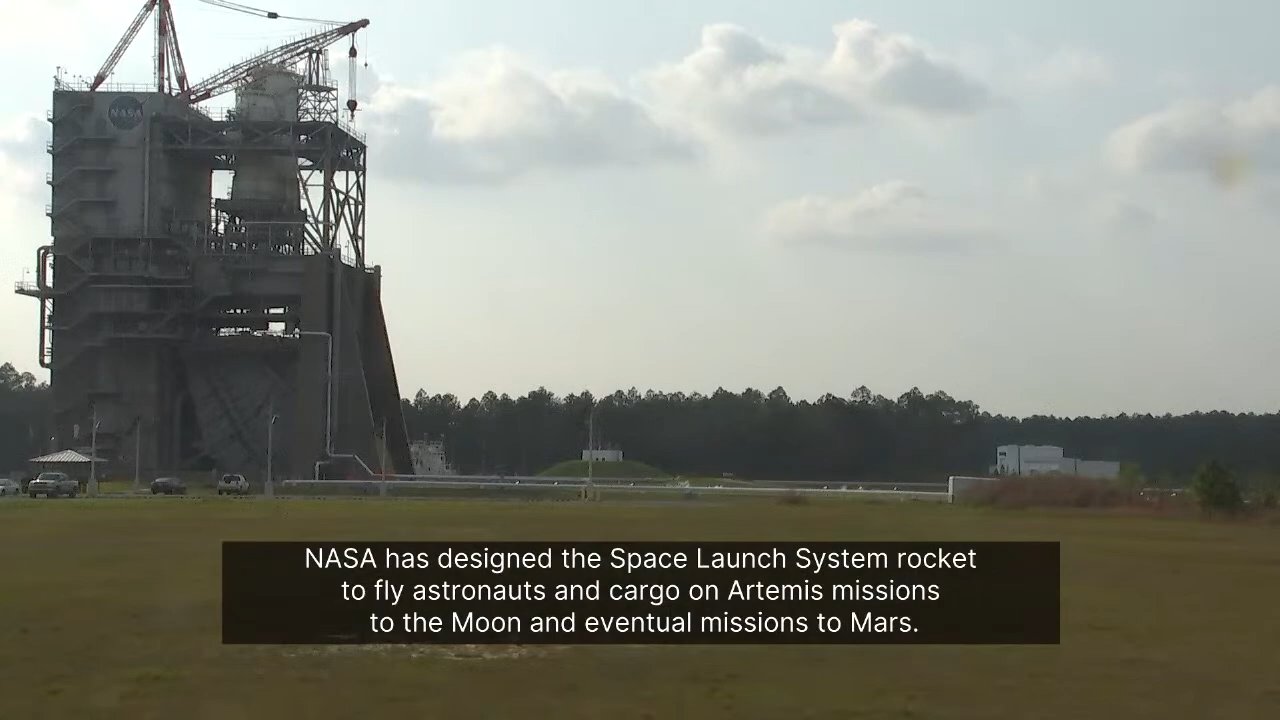 NASA
NASA has designed the Space Launch System rocket
to fly astronauts and cargo on Artemis missions
to the Moon and eventual missions to Mars.